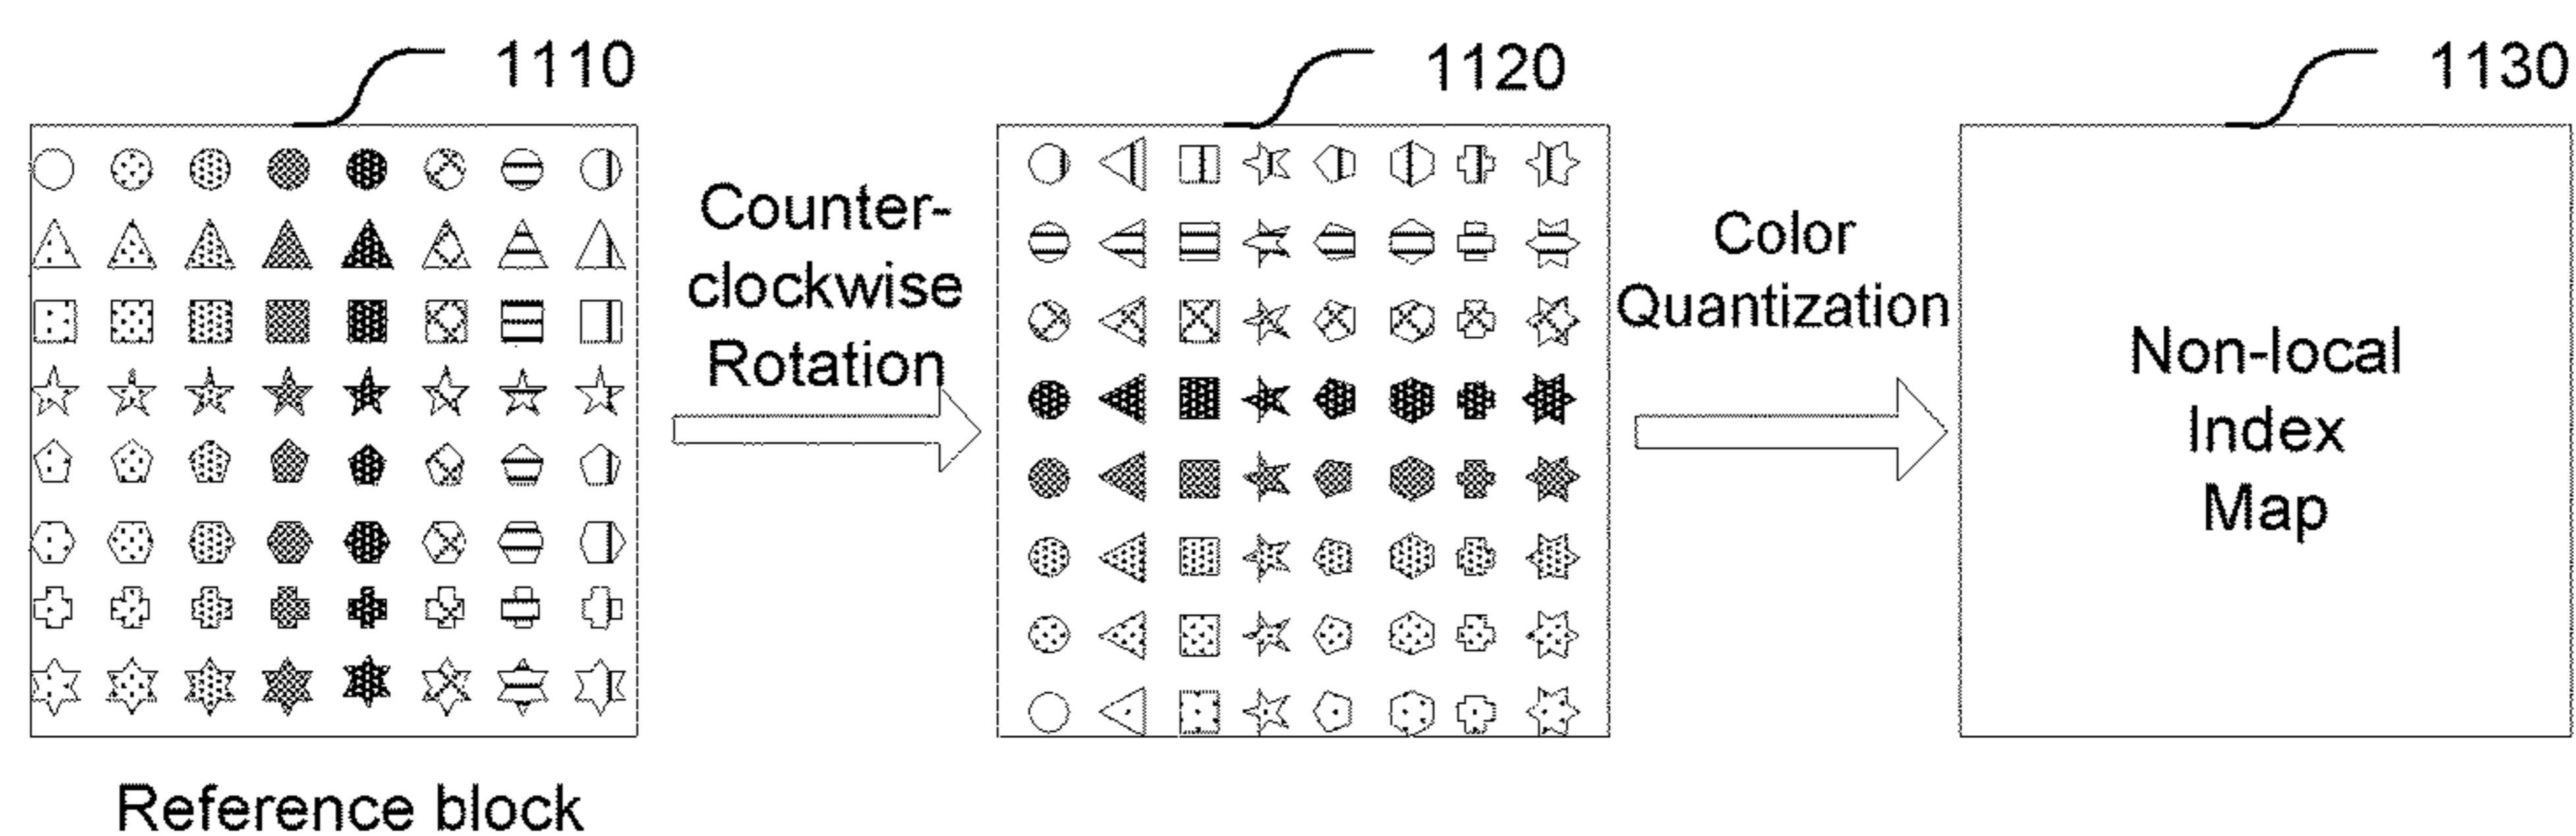 1110
1120
1130
Counter-
clockwise
Rotation
Color
Quantization
Non-local
Index
Map
Reference block